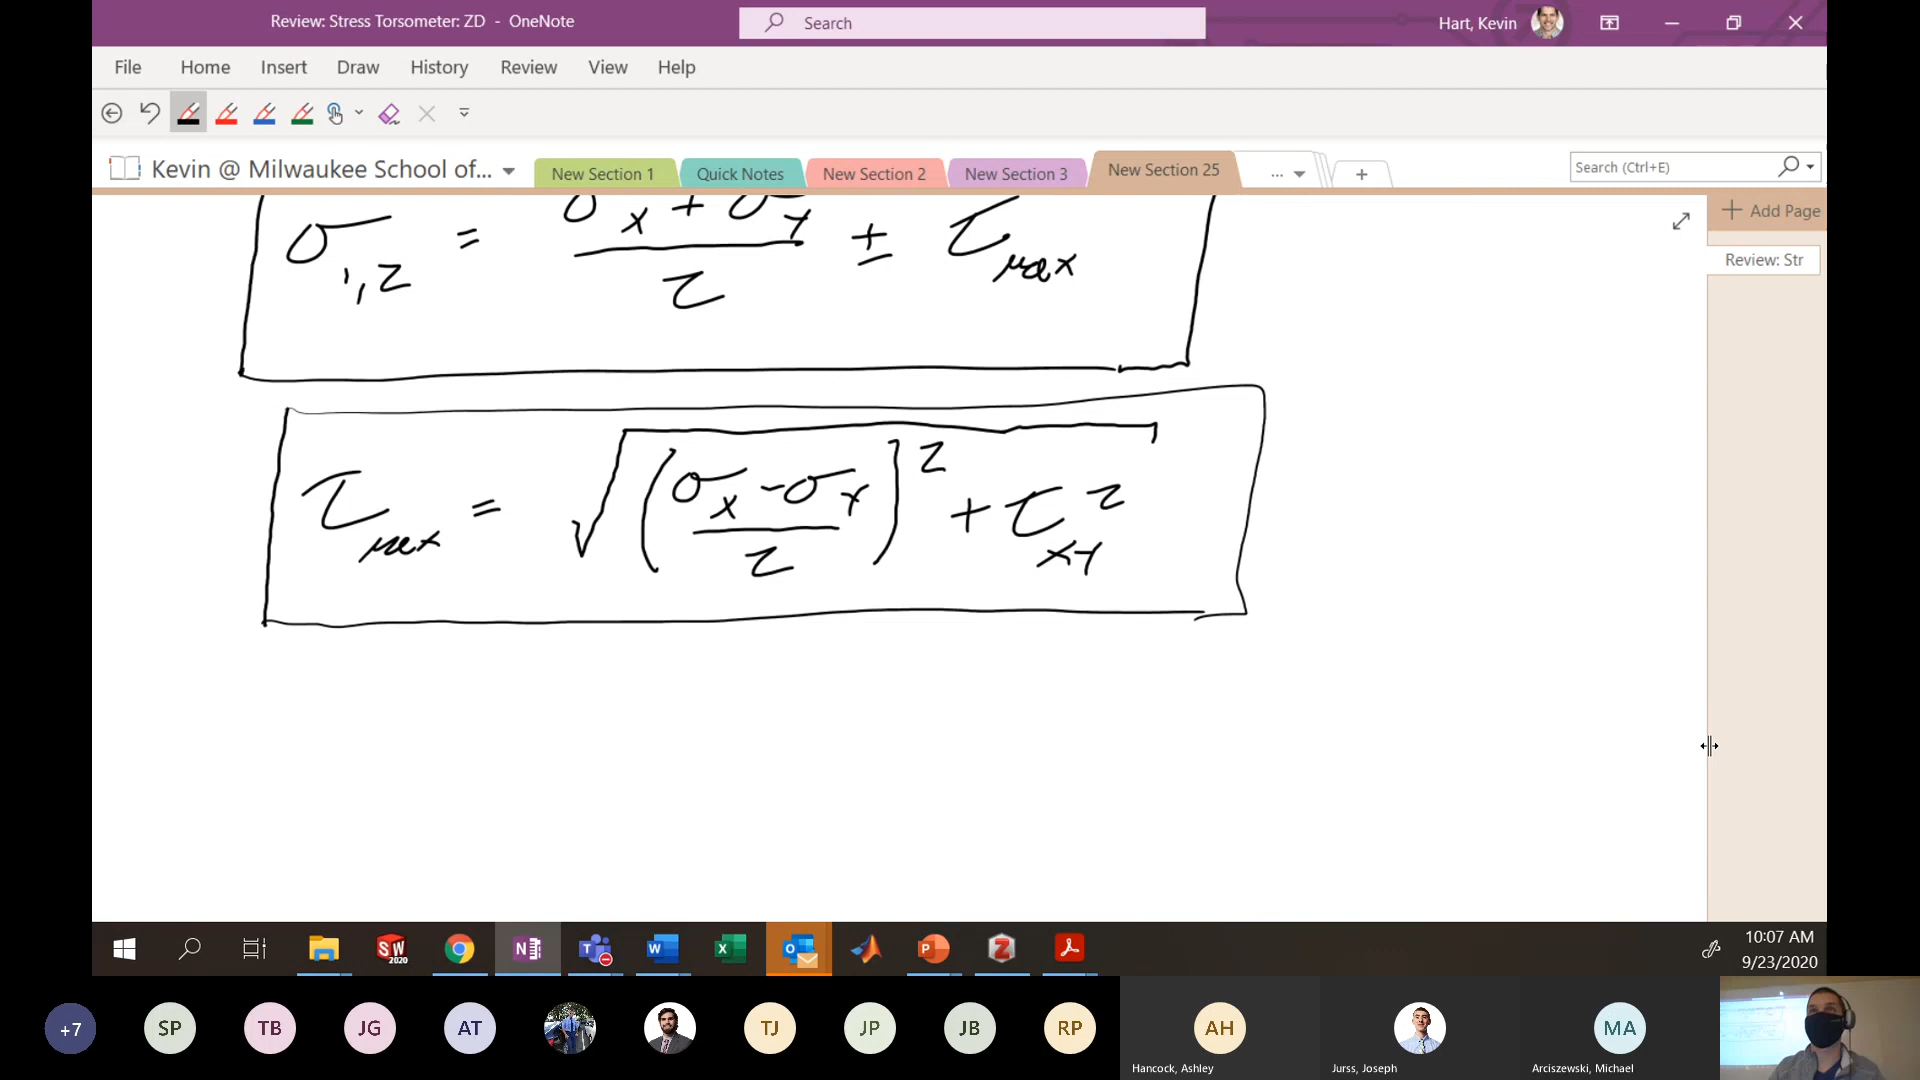 Review: Stress Torsometer: ZD - OneNote
Search
Hart, Kevin
File Home Insert Draw History Review View Help
Kevin @ Milwaukee School of...
New Section 1
Quick Notes
New Section 2
New Section 3
New Section 25
...
Search (Ctrl+E)
Add Page
Review: Str
σ1,2 = (σx + σy)/2 ± τmax
τmax = √(((σx - σy)/2)² + τxy²)
SW 2020
10:07 AM
9/23/2020
+7 SP TB JG AT TJ JP JB RP AH MA
Hancock, Ashley
Jurss, Joseph
Arciszewski, Michael